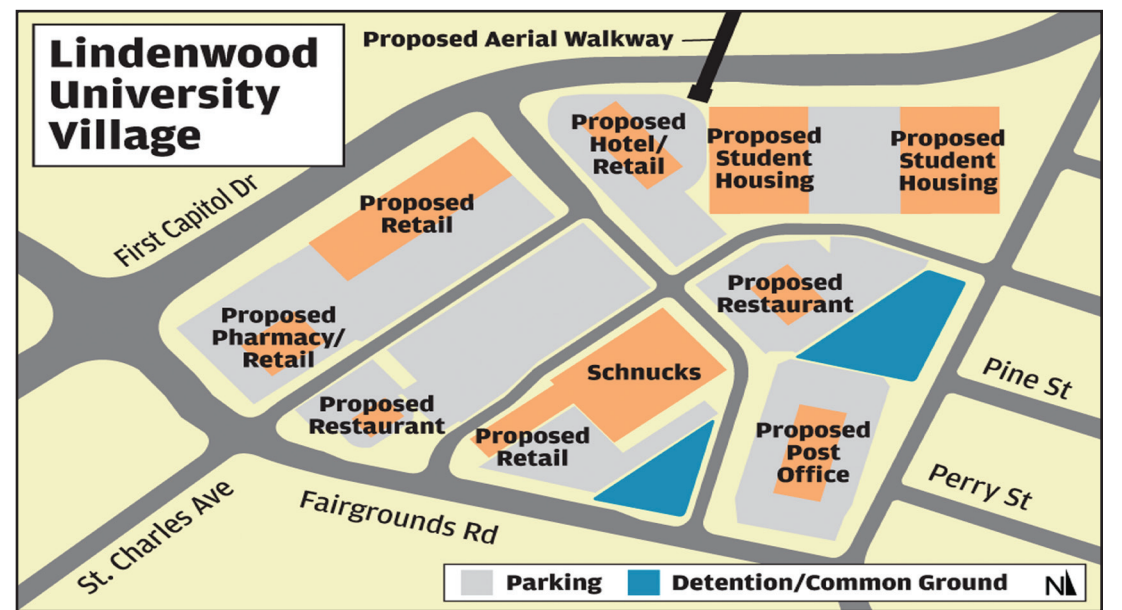 Lindenwood
University
Village
Proposed Aerial Walkway
First Capitol Dr
Proposed
Hotel/
Retail
Proposed
Student
Housing
Proposed
Student
Housing
Proposed
Retail
Proposed
Pharmacy/
Retail
Proposed
Restaurant
Proposed
Restaurant
Schnucks
Proposed
Retail
Proposed
Post
Office
Pine St
Perry St
St. Charles Ave
Fairgrounds Rd
Parking
Detention/Common Ground
N